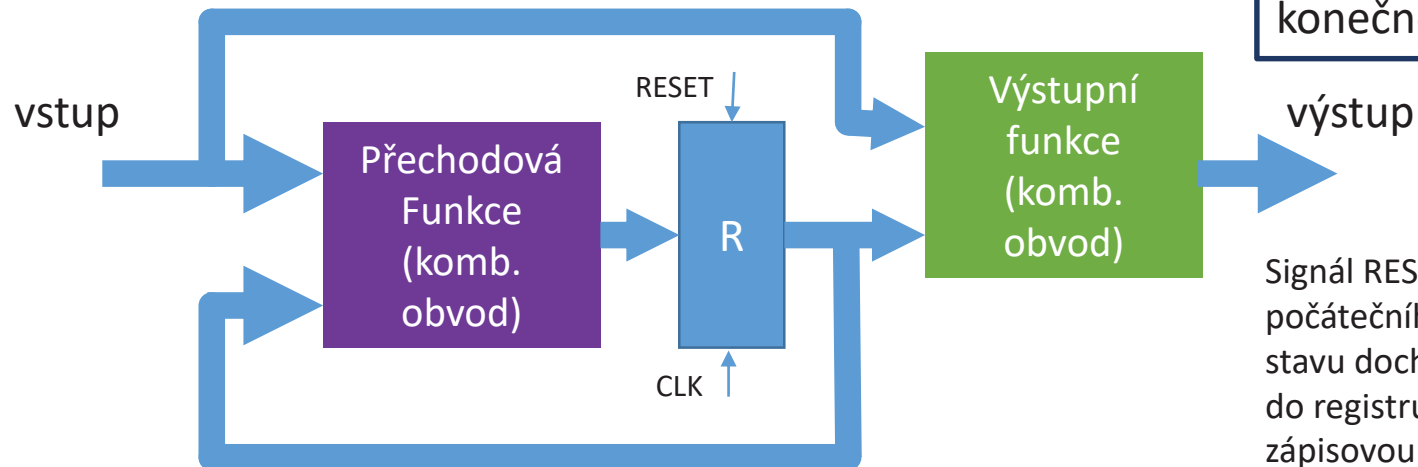 konečn
vstup
RESET
Přechodová
Funkce
(komb.
obvod)
R
CLK
Výstupní
funkce
(komb.
obvod)
výstup
Signál RES
počáteční
stavu doch
do registru
zápisovou